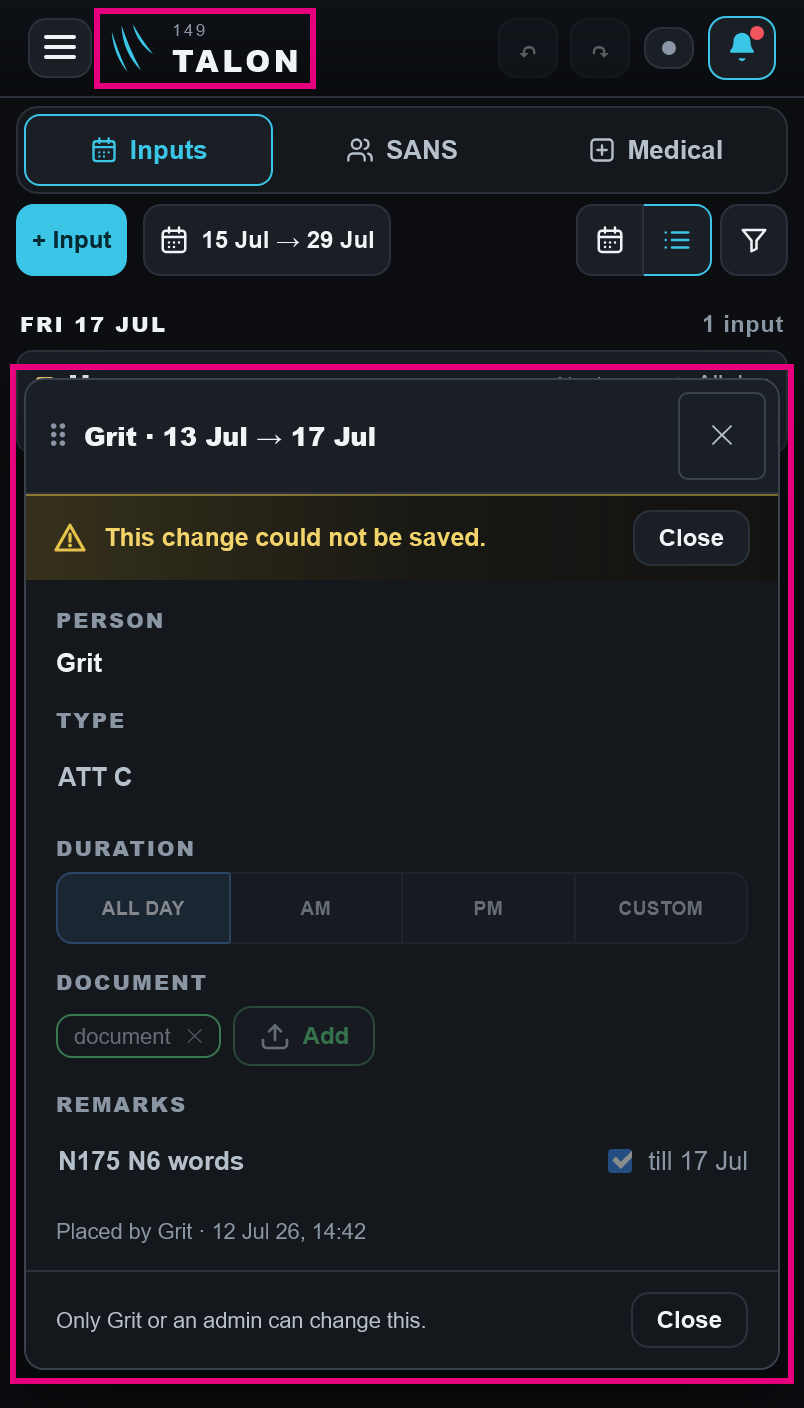 149
TALON
Inputs
SANS
Medical
+ Input
15 Jul → 29 Jul
FRI 17 JUL
1 input
Grit · 13 Jul → 17 Jul
This change could not be saved.
Close
PERSON
Grit
TYPE
ATT C
DURATION
ALL DAY
AM
PM
CUSTOM
DOCUMENT
document
Add
REMARKS
N175 N6 words
till 17 Jul
Placed by Grit · 12 Jul 26, 14:42
Only Grit or an admin can change this.
Close